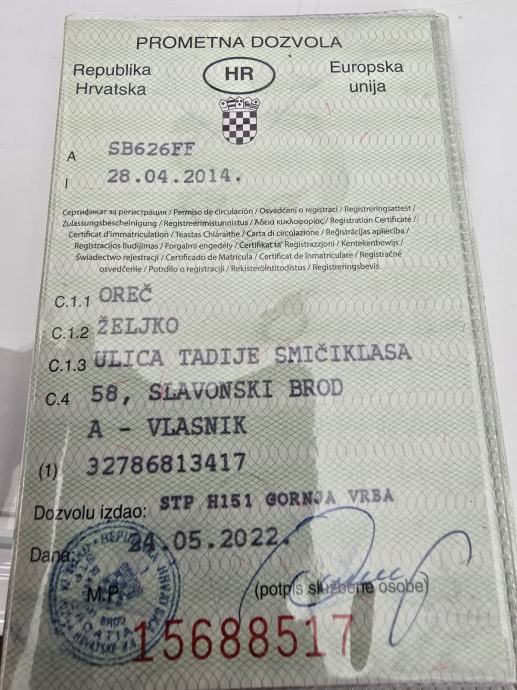 PROMETNA DOZVOLA
Republika Hrvatska
HR
Europska unija
A SB626FF
I 28.04.2014.
Сертификат за регистрация / Permiso de circulación / Osvědčení o registraci / Registreringsattest /
Zulassungsbescheinigung / Registreerimistunnistus / Άδεια κυκλοφορίας / Registration Certificate /
Certificat d'immatriculation / Teastas Chláraithe / Carta di circolazione / Reģistrācijas apliecība /
Registracijos liudijimas / Forgalmi engedély / Ċertifikat ta' Reġistrazzjoni / Kentekenbewijs /
Świadectwo rejestracji / Certificado de Matrícula / Certificat de înmatriculare / Registračné
osvedčenie / Potrdilo o registraciji / Rekisteröintitodistus / Registreringsbevis
C.1.1 OREČ
C.1.2 ŽELJKO
C.1.3 ULICA TADIJE SMIČIKLASA
C.4 58, SLAVONSKI BROD
A - VLASNIK
(1) 32786813417
Dozvolu izdao: STP H151 GORNJA VRBA
Dana: 24.05.2022.
M.P. (potpis službene osobe)
15688517